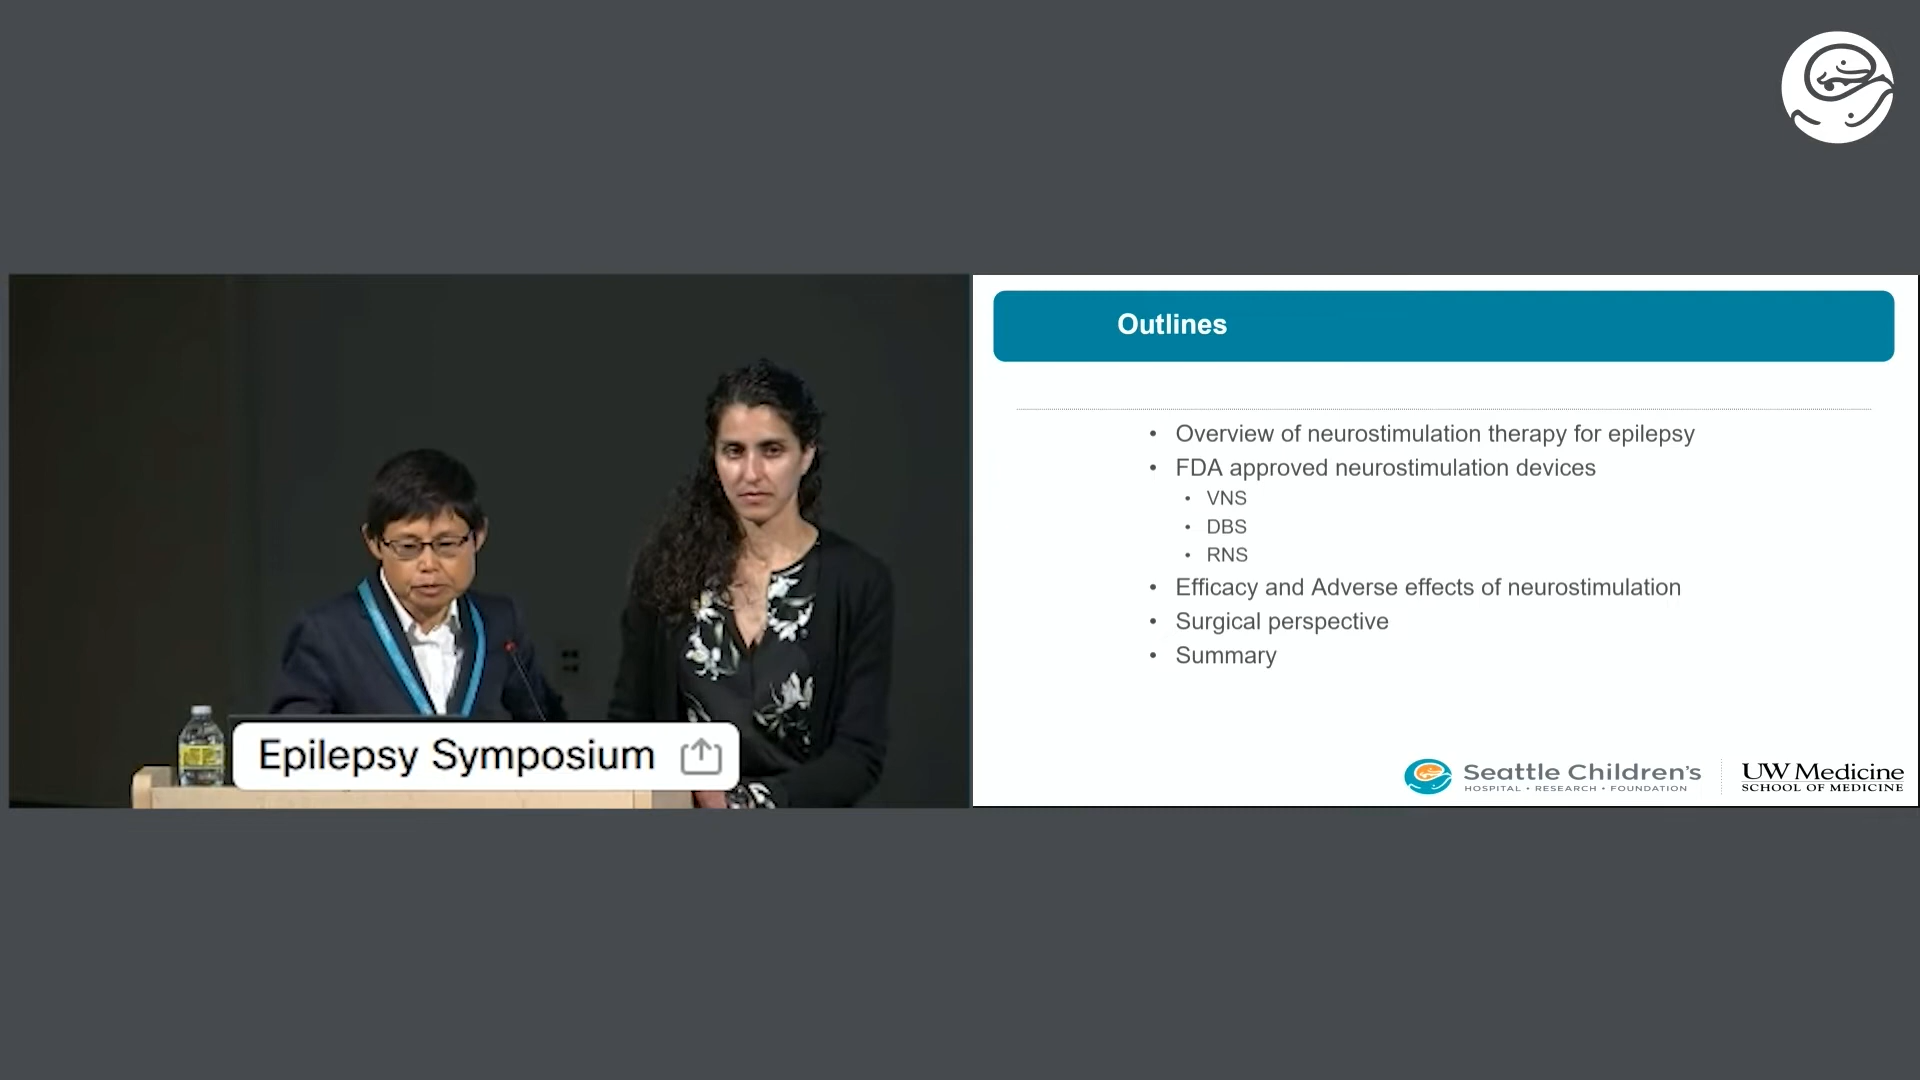 Epilepsy Symposium
Outlines
• Overview of neurostimulation therapy for epilepsy
• FDA approved neurostimulation devices
• VNS
• DBS
• RNS
• Efficacy and Adverse effects of neurostimulation
• Surgical perspective
• Summary
Seattle Children's
HOSPITAL • RESEARCH • FOUNDATION
UW Medicine
SCHOOL OF MEDICINE